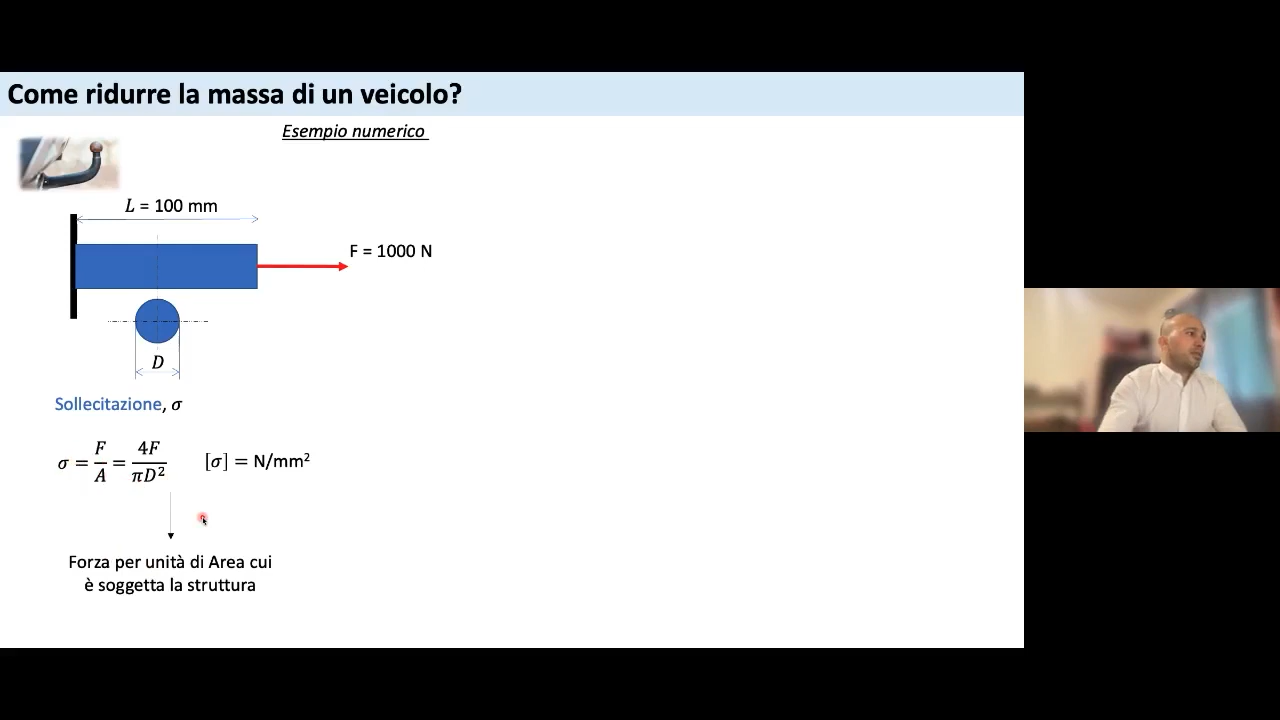 Come ridurre la massa di un veicolo?
Esempio numerico
L = 100 mm
F = 1000 N
D
Sollecitazione, σ
σ = F/A = 4F/πD² [σ] = N/mm²
Forza per unità di Area cui
è soggetta la struttura